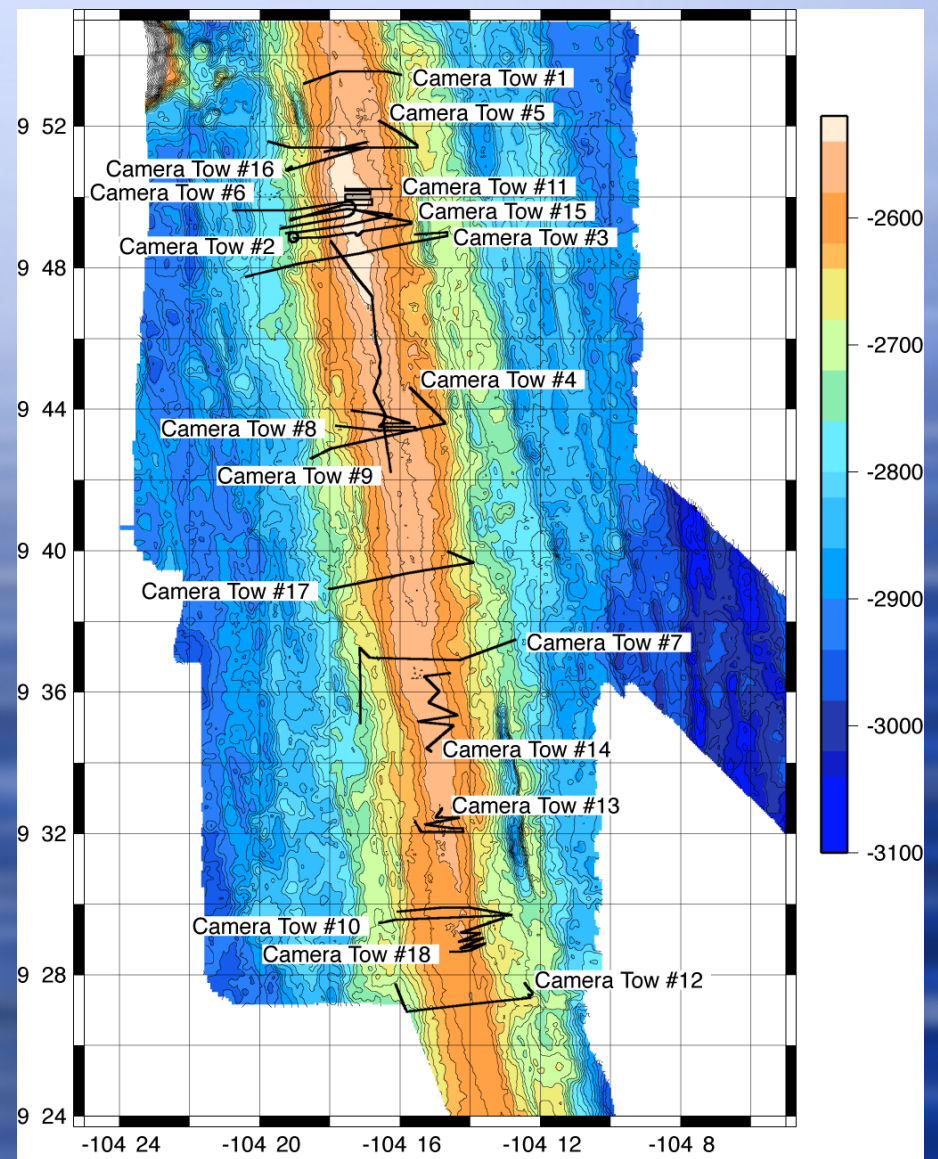 Camera Tow #1
Camera Tow #5
9 52
Camera Tow #16
Camera Tow #11
Camera Tow #6
Camera Tow #15
-2600
Camera Tow #3
Camera Tow #2
9 48
-2700
Camera Tow #4
9 44
Camera Tow #8
-2800
Camera Tow #9
9 40
Camera Tow #17
-2900
Camera Tow #7
9 36
-3000
Camera Tow #14
Camera Tow #13
9 32
-3100
Camera Tow #10
Camera Tow #18
9 28
Camera Tow #12
9 24
-104 24 -104 20 -104 16 -104 12 -104 8